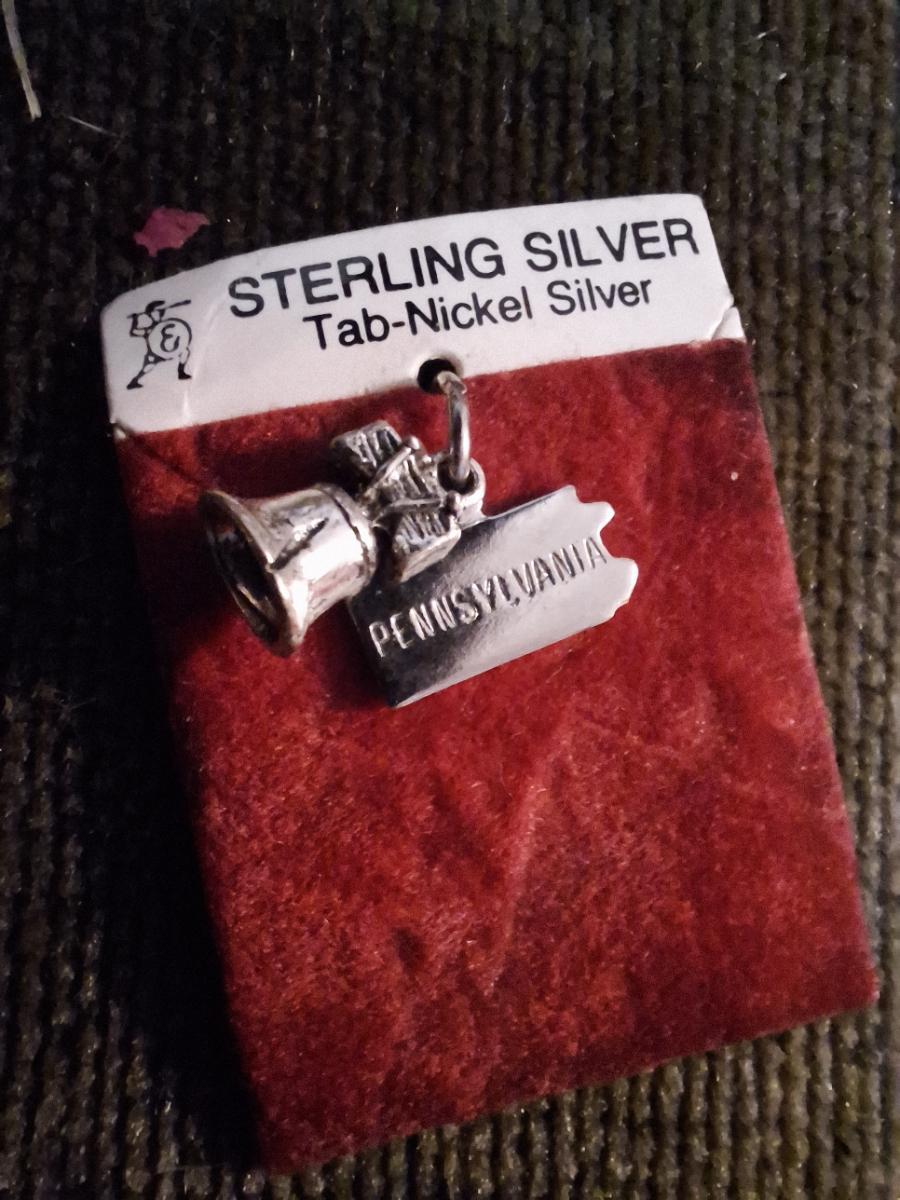 STERLING SILVER
Tab-Nickel Silver
PENNSYLVANIA